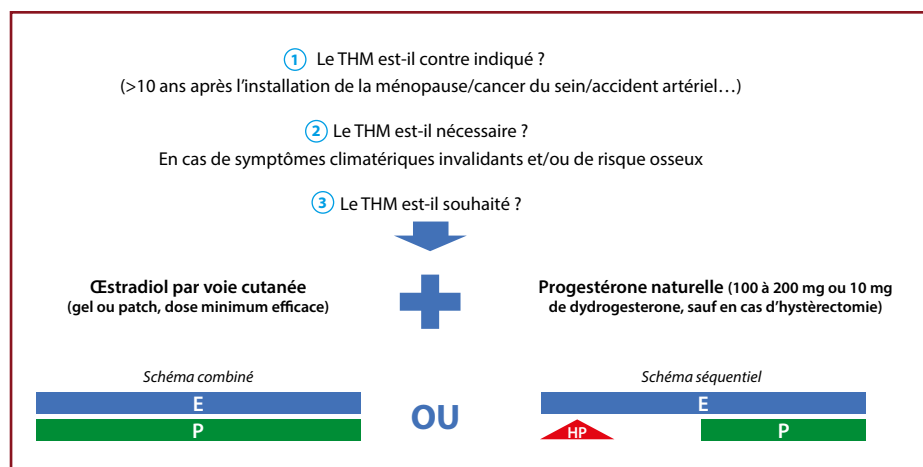 1 Le THM est-il contre indiqué ?
(>10 ans après l’installation de la ménopause/cancer du sein/accident artériel…)
2 Le THM est-il nécessaire ?
En cas de symptômes climatériques invalidants et/ou de risque osseux
3 Le THM est-il souhaité ?
Œstradiol par voie cutanée
(gel ou patch, dose minimum efficace)
Progestérone naturelle (100 à 200 mg ou 10 mg
de dydrogesterone, sauf en cas d’hystèrectomie)
Schéma combiné
E
P
OU
Schéma séquentiel
E
HP
P